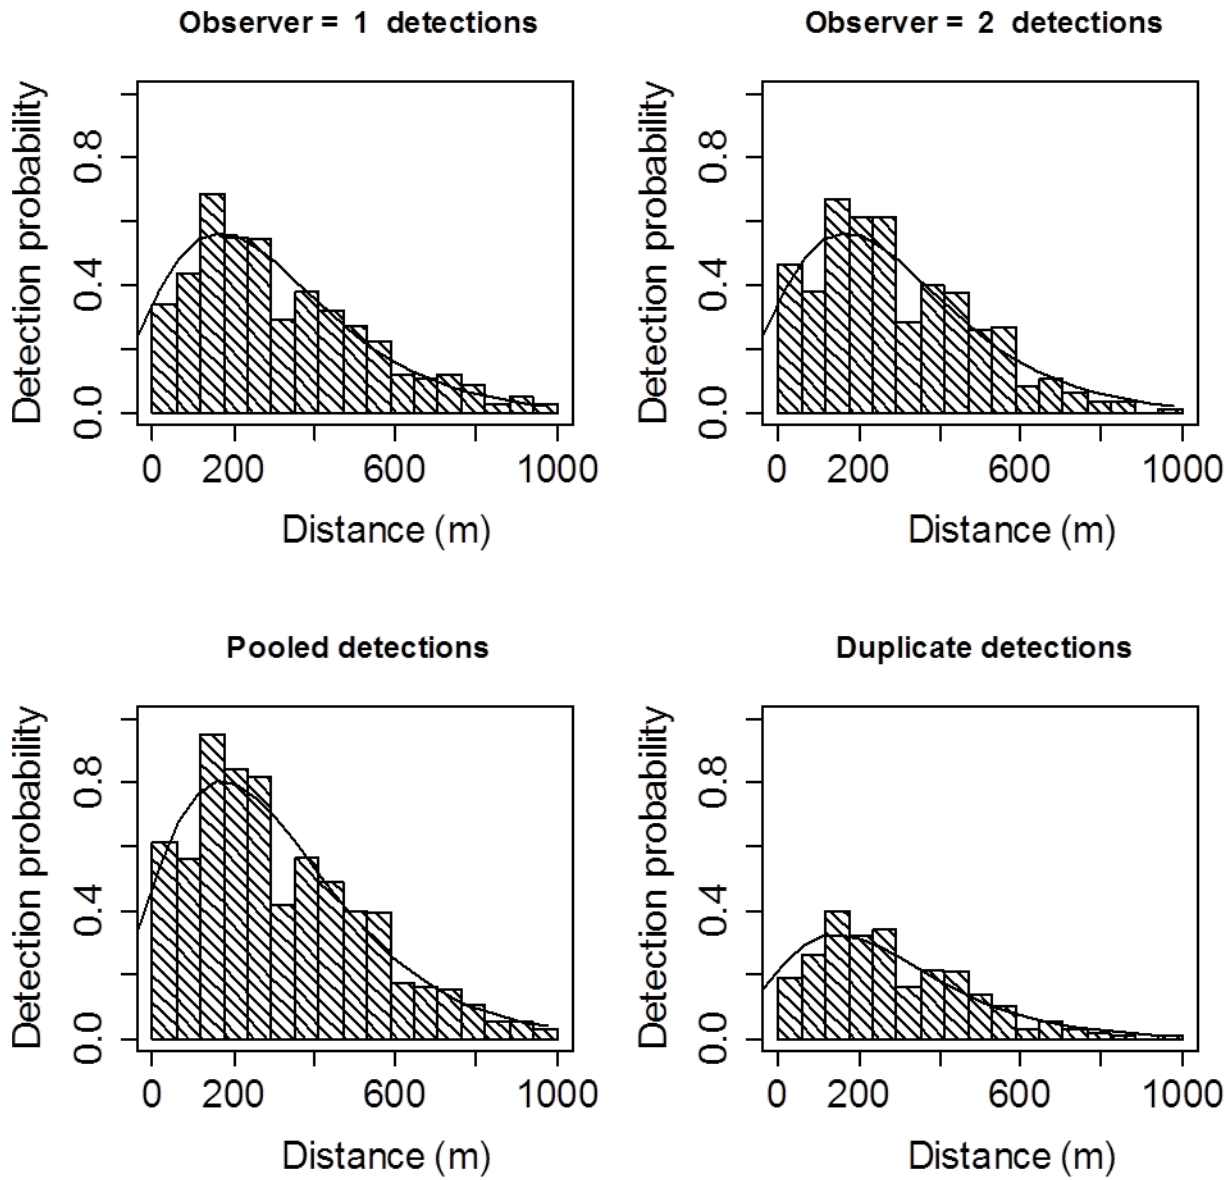 Observer = 1 detections
Detection probability
0.0 0.4 0.8
0 200 600 1000
Distance (m)
Observer = 2 detections
Detection probability
0.0 0.4 0.8
0 200 600 1000
Distance (m)
Pooled detections
Detection probability
0.0 0.4 0.8
0 200 600 1000
Distance (m)
Duplicate detections
Detection probability
0.0 0.4 0.8
0 200 600 1000
Distance (m)